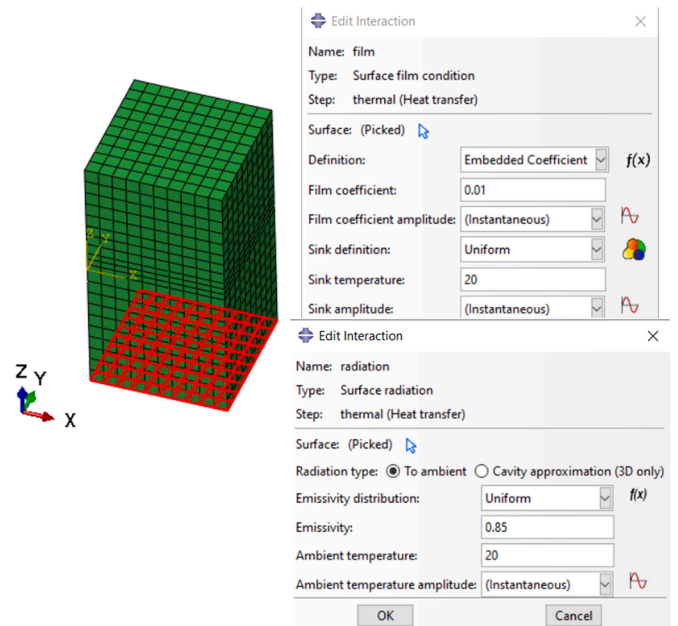 Edit Interaction
Name: film
Type: Surface film condition
Step: thermal (Heat transfer)
Surface: (Picked)
Definition: Embedded Coefficient f(x)
Film coefficient: 0.01
Film coefficient amplitude: (Instantaneous)
Sink definition: Uniform
Sink temperature: 20
Sink amplitude: (Instantaneous)
Z Y
X
Edit Interaction
Name: radiation
Type: Surface radiation
Step: thermal (Heat transfer)
Surface: (Picked)
Radiation type: To ambient Cavity approximation (3D only)
Emissivity distribution: Uniform f(x)
Emissivity: 0.85
Ambient temperature: 20
Ambient temperature amplitude: (Instantaneous)
OK Cancel
Z Y
X